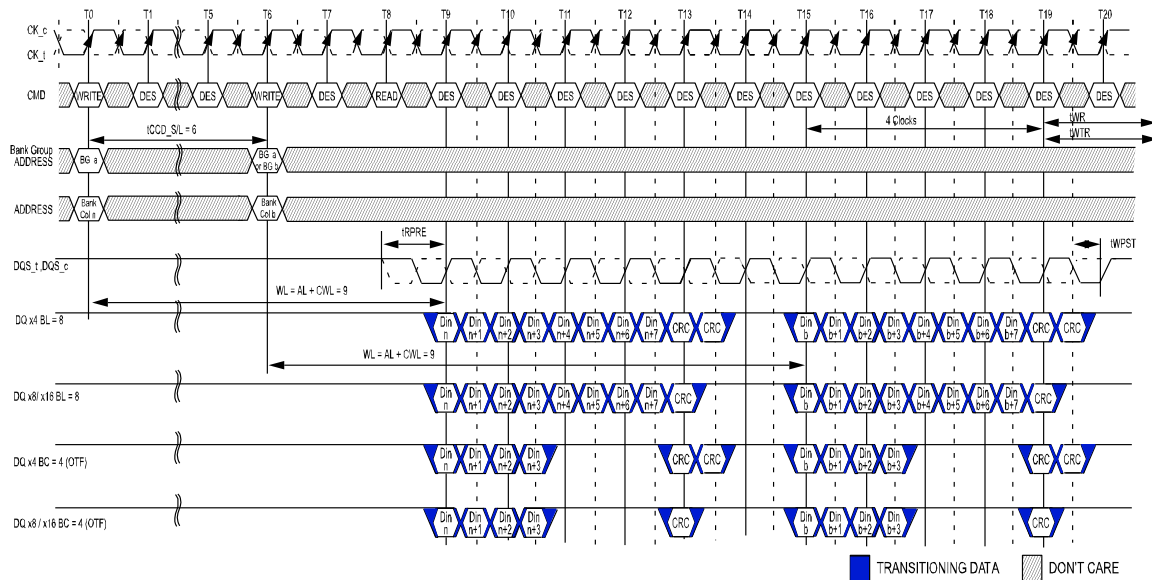 T0 T1 T5 T6 T7 T8 T9 T10 T11 T12 T13 T14 T15 T16 T17 T18 T19 T20
CK_c
CK_t
CMD WRITE DES DES WRITE DES READ DES DES DES DES DES DES DES DES DES DES DES DES
4 Clocks tWR
tCCD_S/L = 6
tWTR
Bank Group
ADDRESS BG a BG a
or BG b
ADDRESS Bank
Col n Bank
Col b
tRPRE tWPST
DQS_t ,DQS_c
WL = AL + CWL = 9
DQ x4 BL = 8 Din
n Din
n+1 Din
n+2 Din
n+3 Din
n+4 Din
n+5 Din
n+6 Din
n+7 CRC CRC Din
b Din
b+1 Din
b+2 Din
b+3 Din
b+4 Din
b+5 Din
b+6 Din
b+7 CRC CRC
WL = AL + CWL = 9
DQ x8/ x16 BL = 8 Din
n Din
n+1 Din
n+2 Din
n+3 Din
n+4 Din
n+5 Din
n+6 Din
n+7 CRC Din
b Din
b+1 Din
b+2 Din
b+3 Din
b+4 Din
b+5 Din
b+6 Din
b+7 CRC
DQ x4 BC = 4 (OTF) Din
n Din
n+1 Din
n+2 Din
n+3 CRC CRC Din
b Din
b+1 Din
b+2 Din
b+3 CRC CRC
DQ x8 / x16 BC = 4 (OTF) Din
n Din
n+1 Din
n+2 Din
n+3 CRC Din
b Din
b+1 Din
b+2 Din
b+3 CRC
TRANSITIONING DATA DON'T CARE